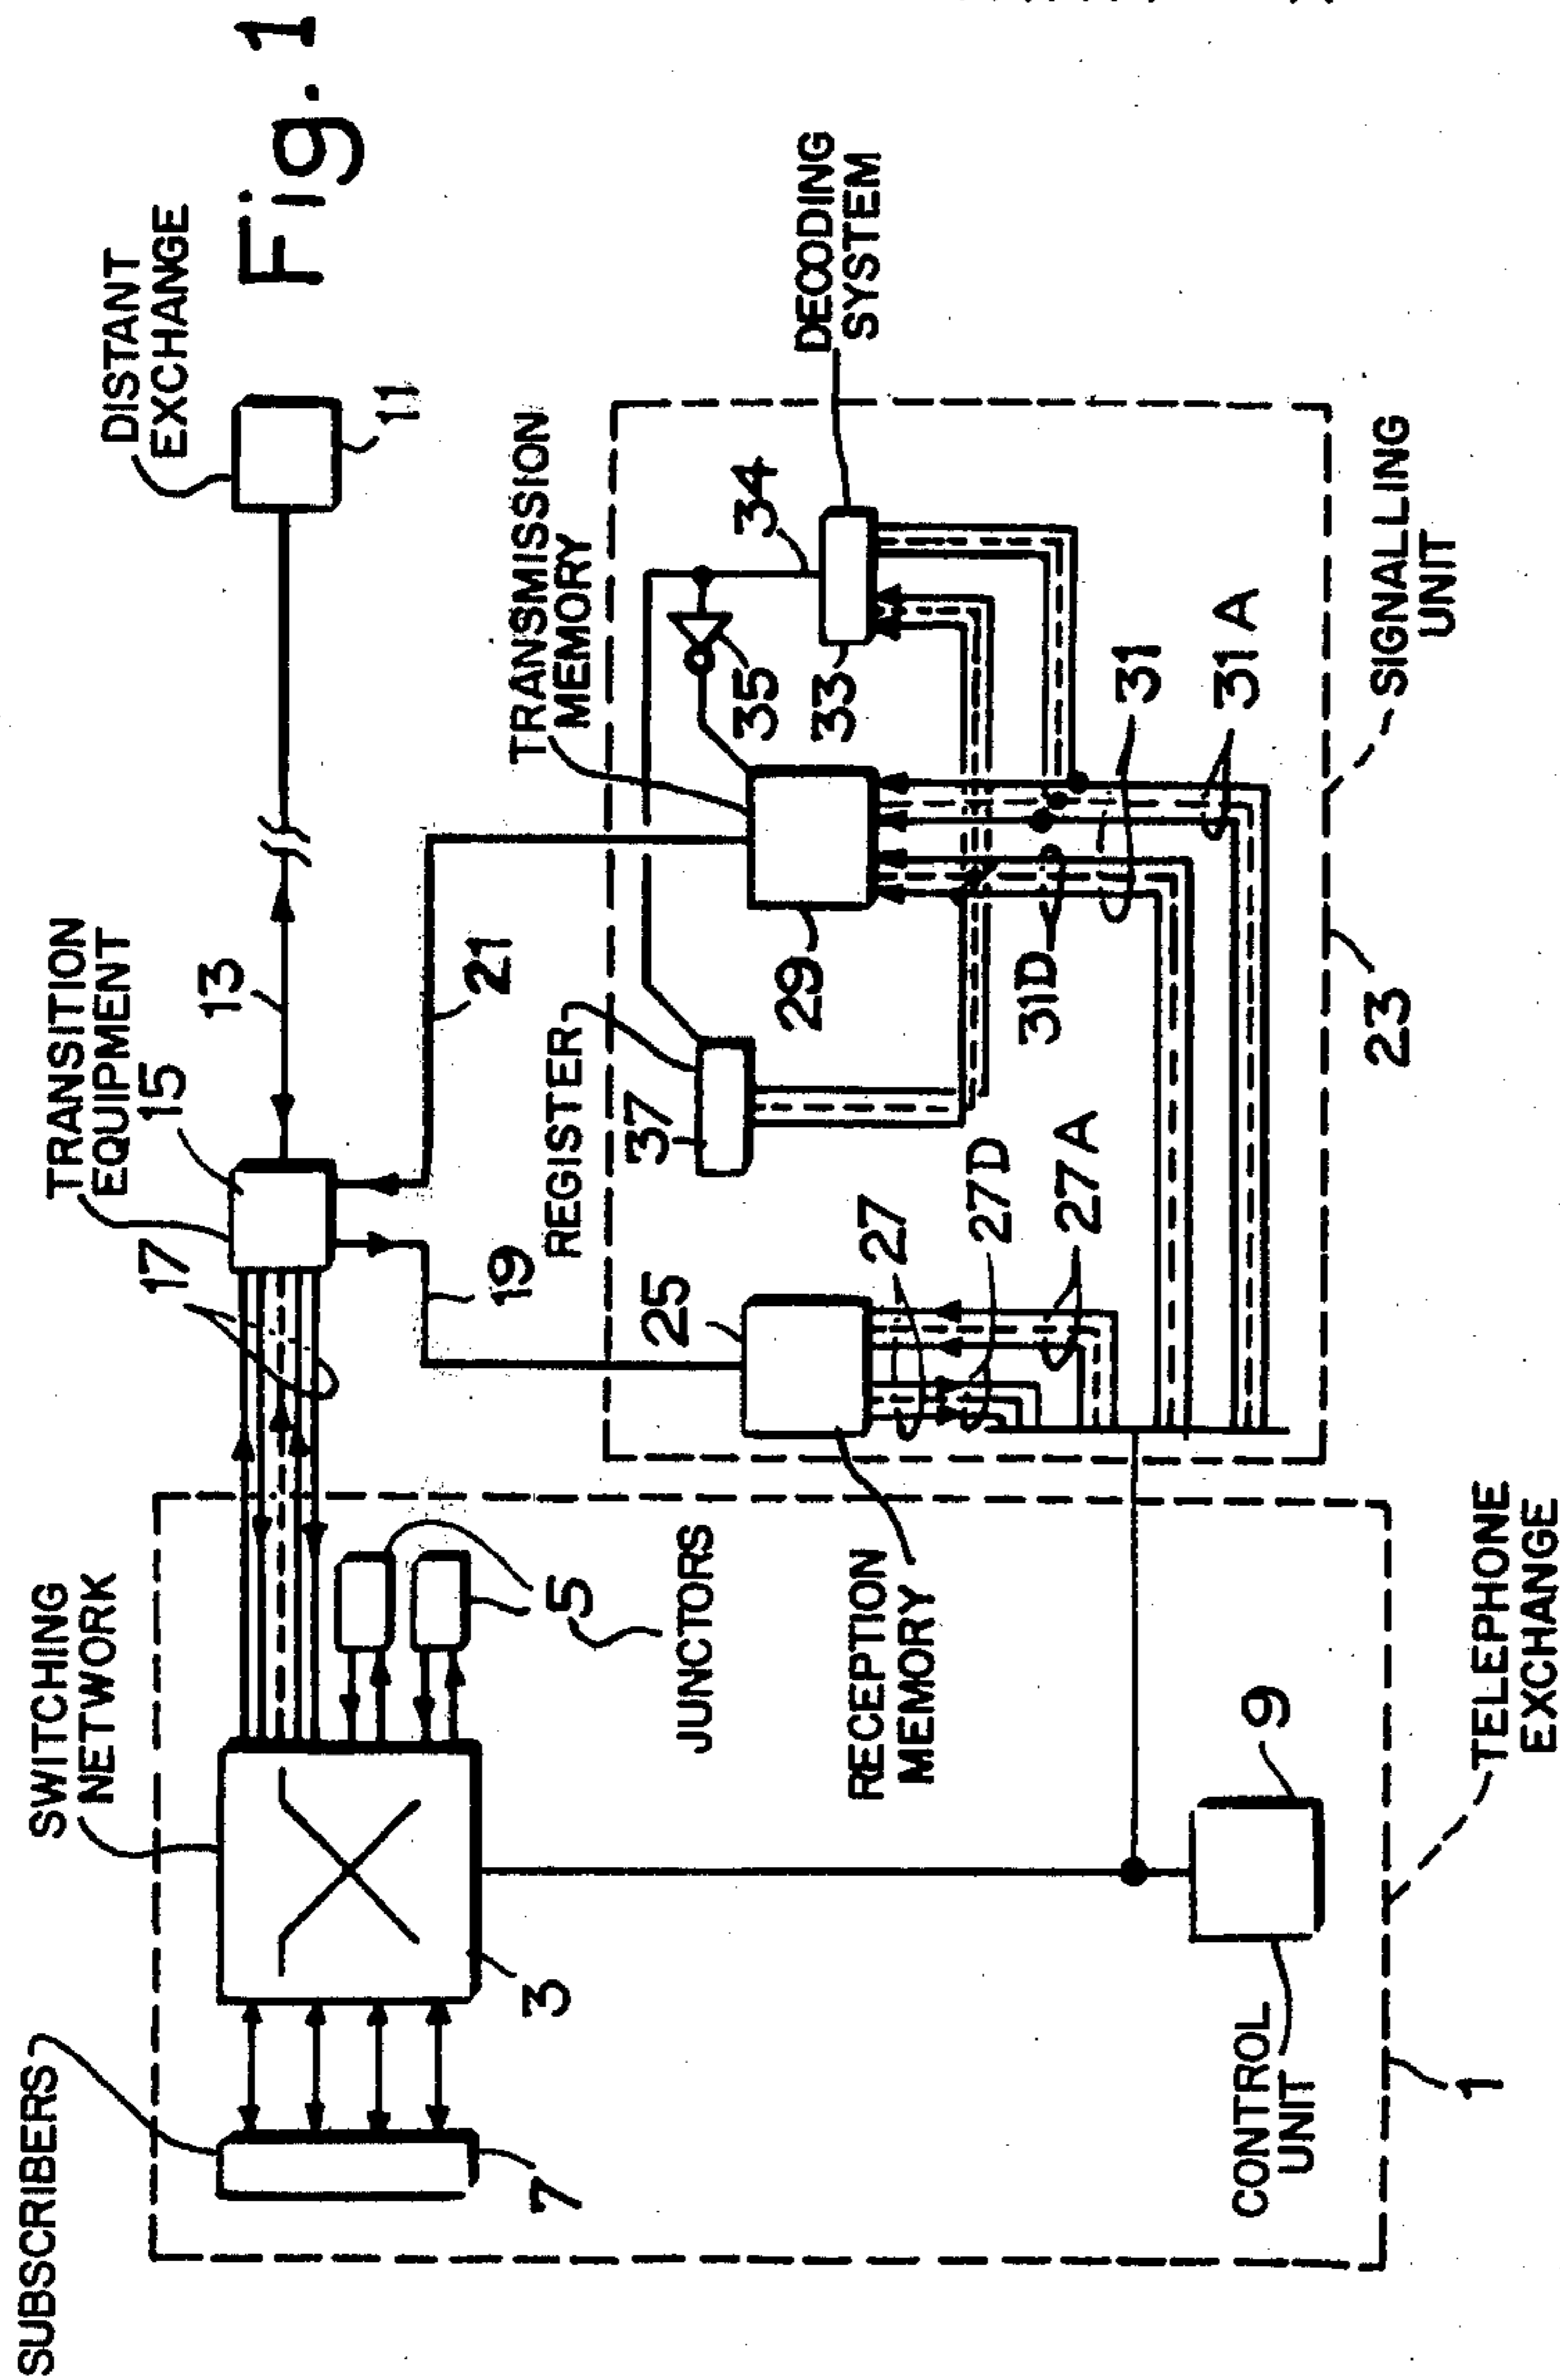 Fig. 1
SUBSCRIBERS
SWITCHING
NETWORK
TRANSITION
EQUIPMENT
DISTANT
EXCHANGE
15
17
13
11
7
3
5
JUNCTORS
19
21
REGISTER
TRANSMISSION
MEMORY
DECODING
SYSTEM
25
37
35
34
29
33
27
27D
27A
31D
31
31A
RECEPTION
MEMORY
CONTROL
UNIT
9
1
TELEPHONE
EXCHANGE
23
SIGNALLING
UNIT